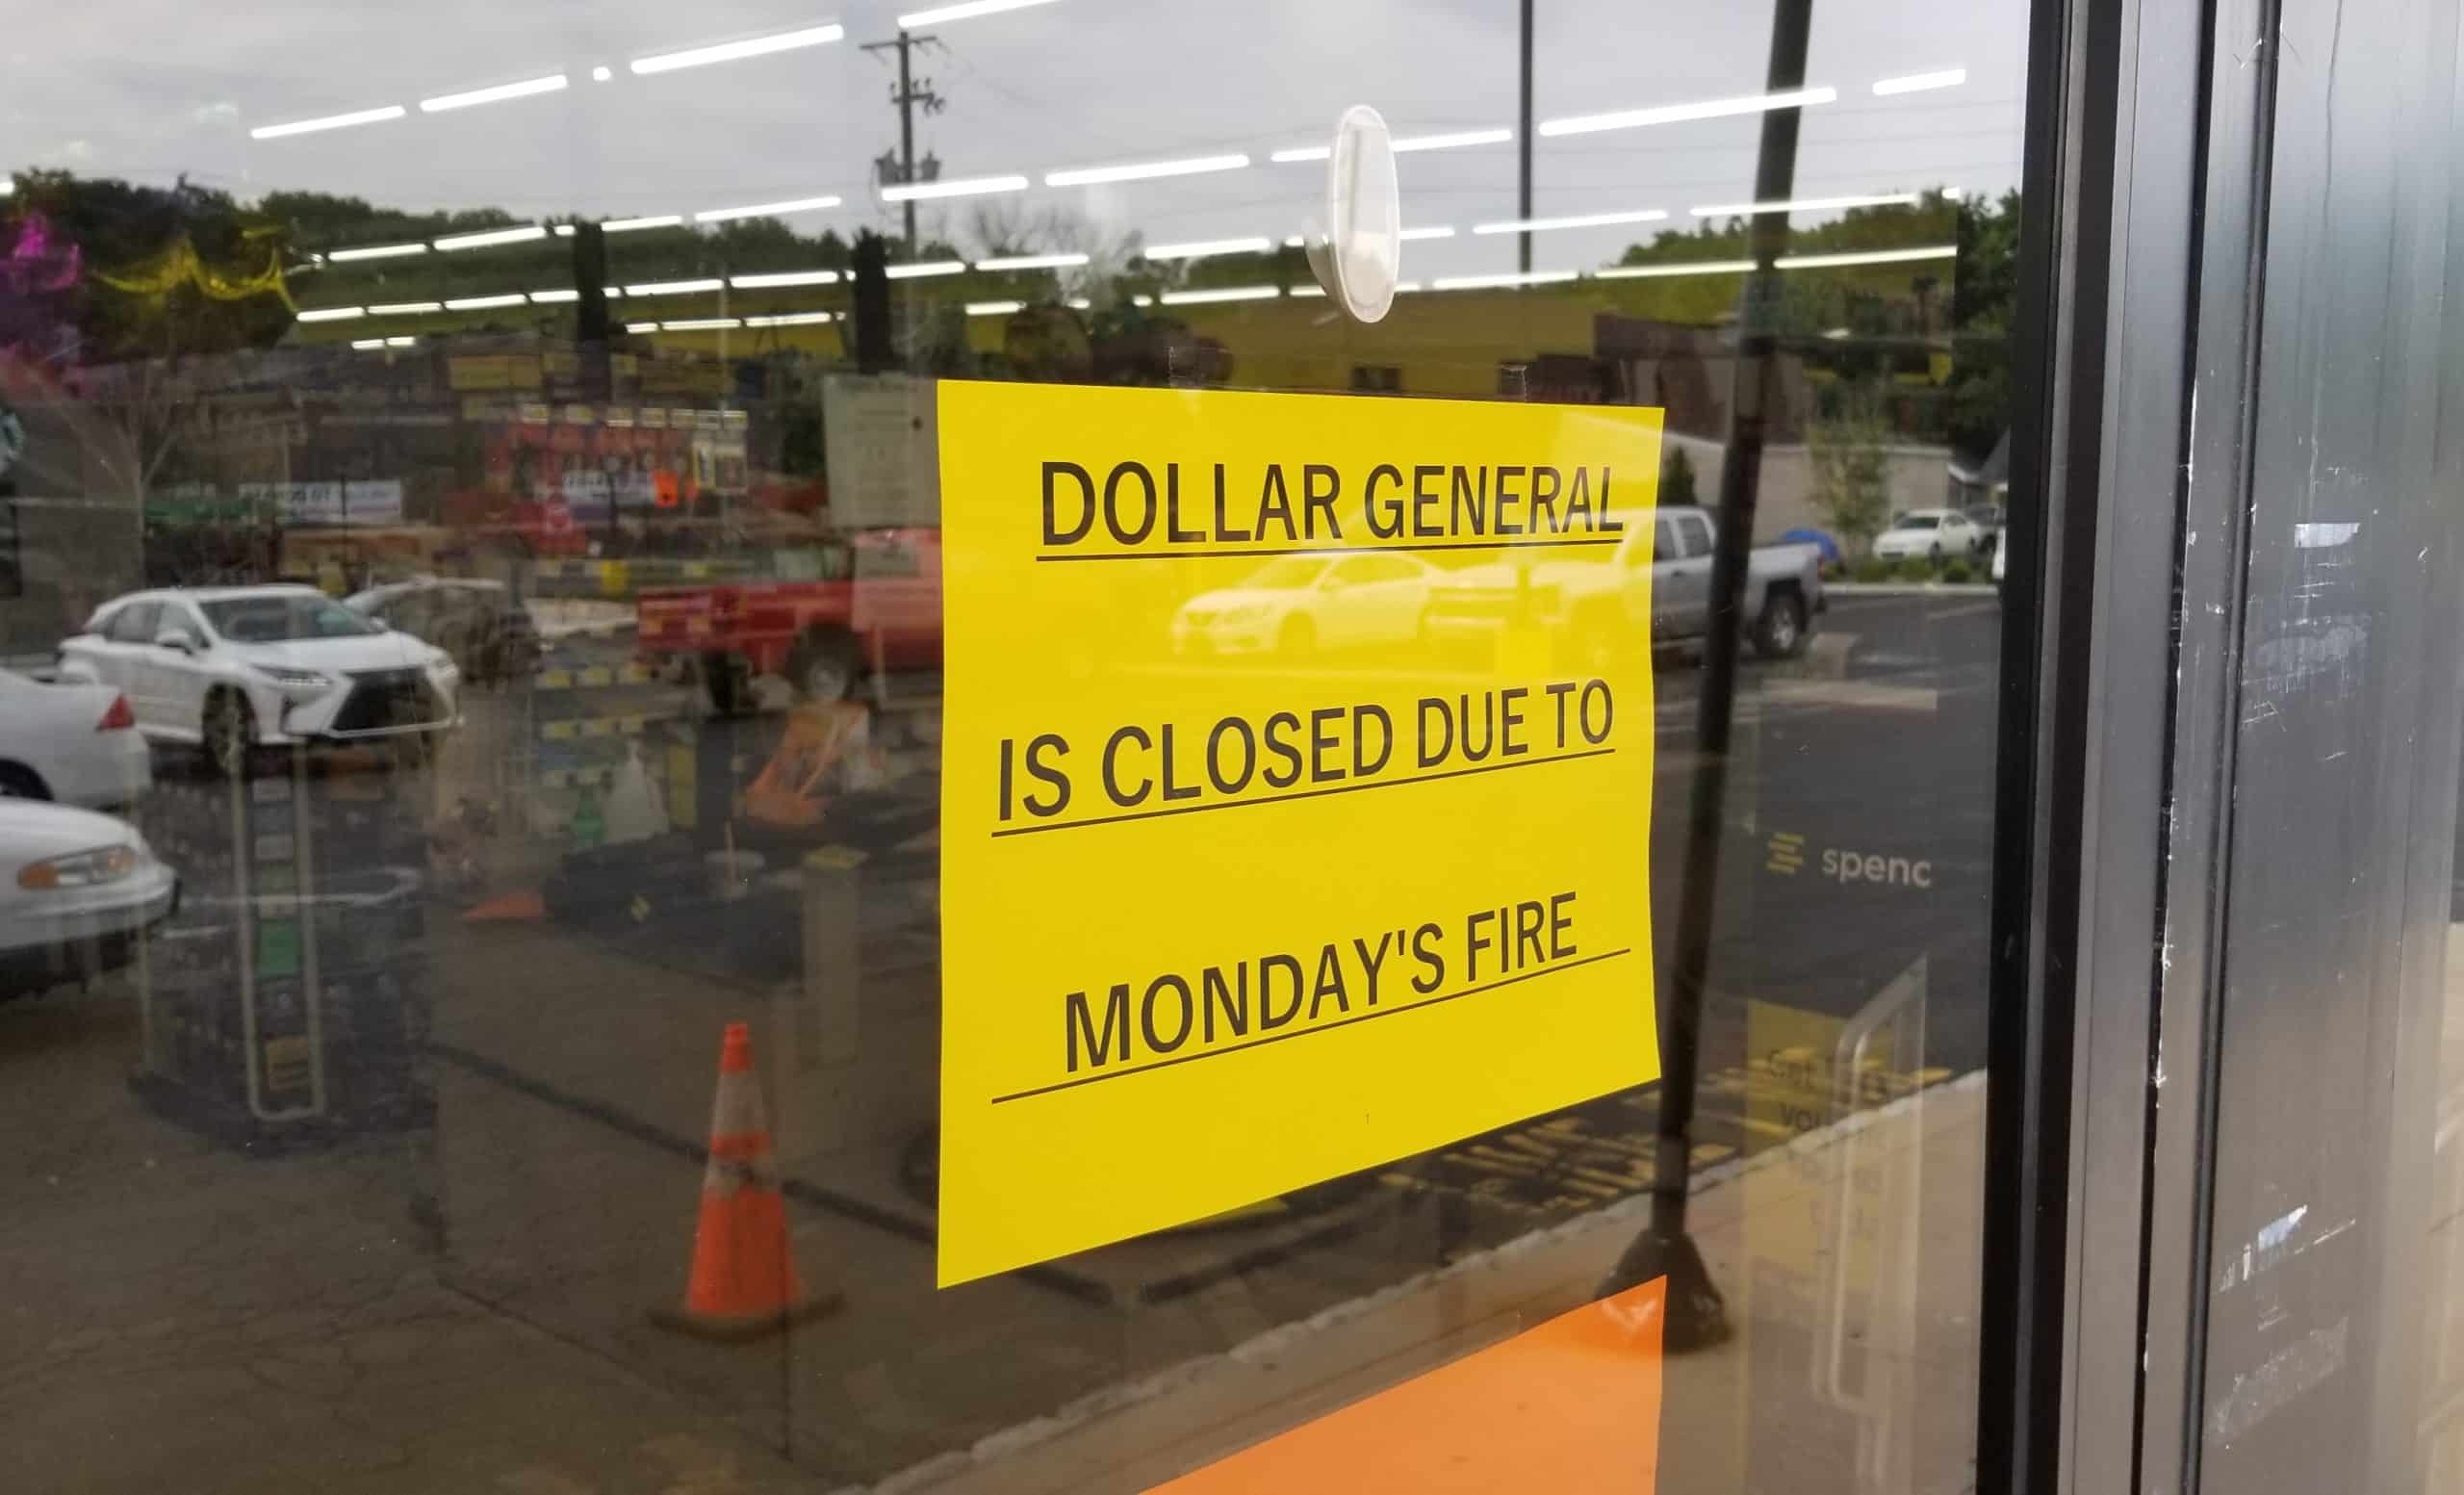 DOLLAR GENERAL
IS CLOSED DUE TO
MONDAY'S FIRE
spenc